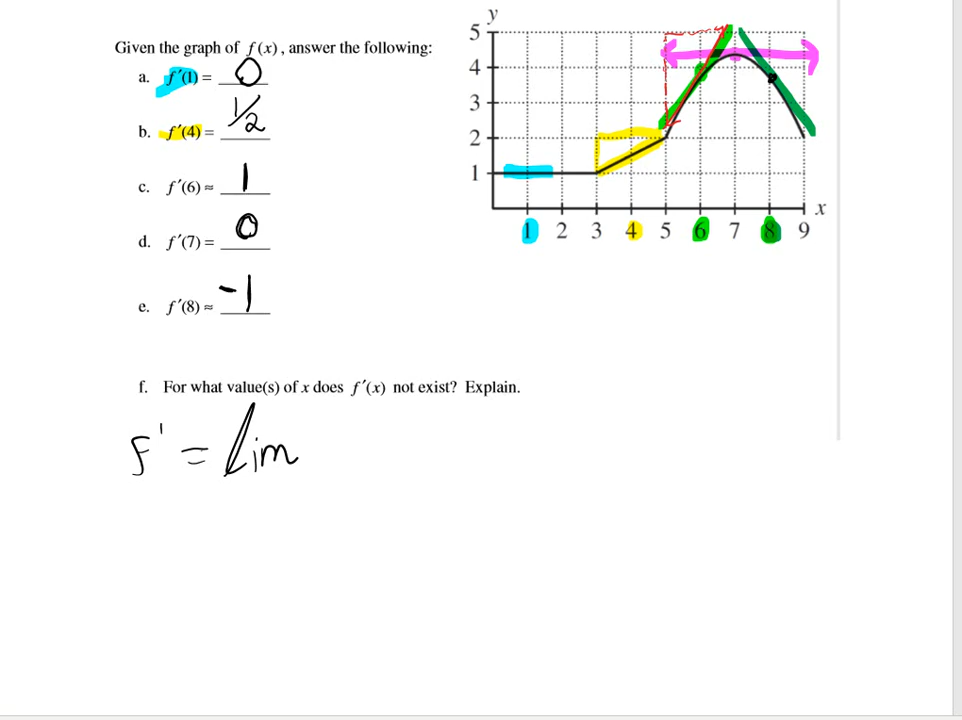 Given the graph of f(x), answer the following:
a. f′(1) = 0
b. f′(4) = 1/2
c. f′(6) ≈ 1
d. f′(7) = 0
e. f′(8) ≈ -1
y
5
4
3
2
1
1 2 3 4 5 6 7 8 9
x
f. For what value(s) of x does f′(x) not exist? Explain.
f' = lim